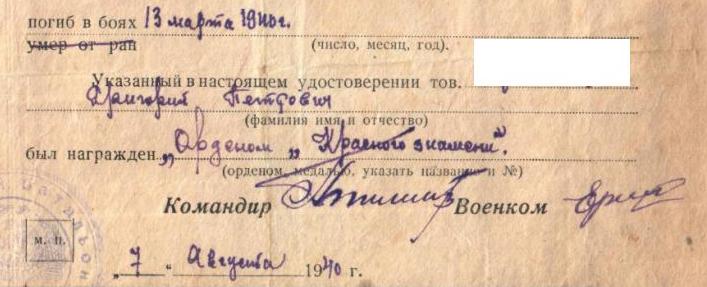 погиб в боях 13 марта 1940 г.
умер от ран (число, месяц, год).
Указанный в настоящем удостоверении тов.
Григорий Петрович
(фамилия имя и отчество)
был награжден „Орденом „Красного знамени".
(орденом, медалью, указать название и №)
Командир Военком
м. п.
„7" Августа 1940 г.